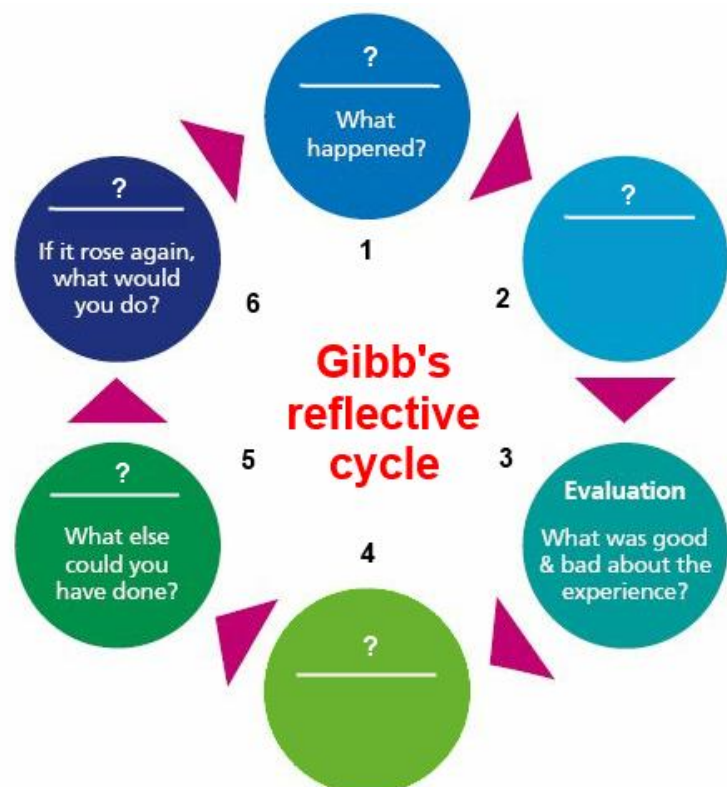 ?
What
happened?
1
?
2
Evaluation
What was good
& bad about the
experience?
3
?
4
?
What else
could you
have done?
5
?
If it rose again,
what would
you do?
6
Gibb's
reflective
cycle